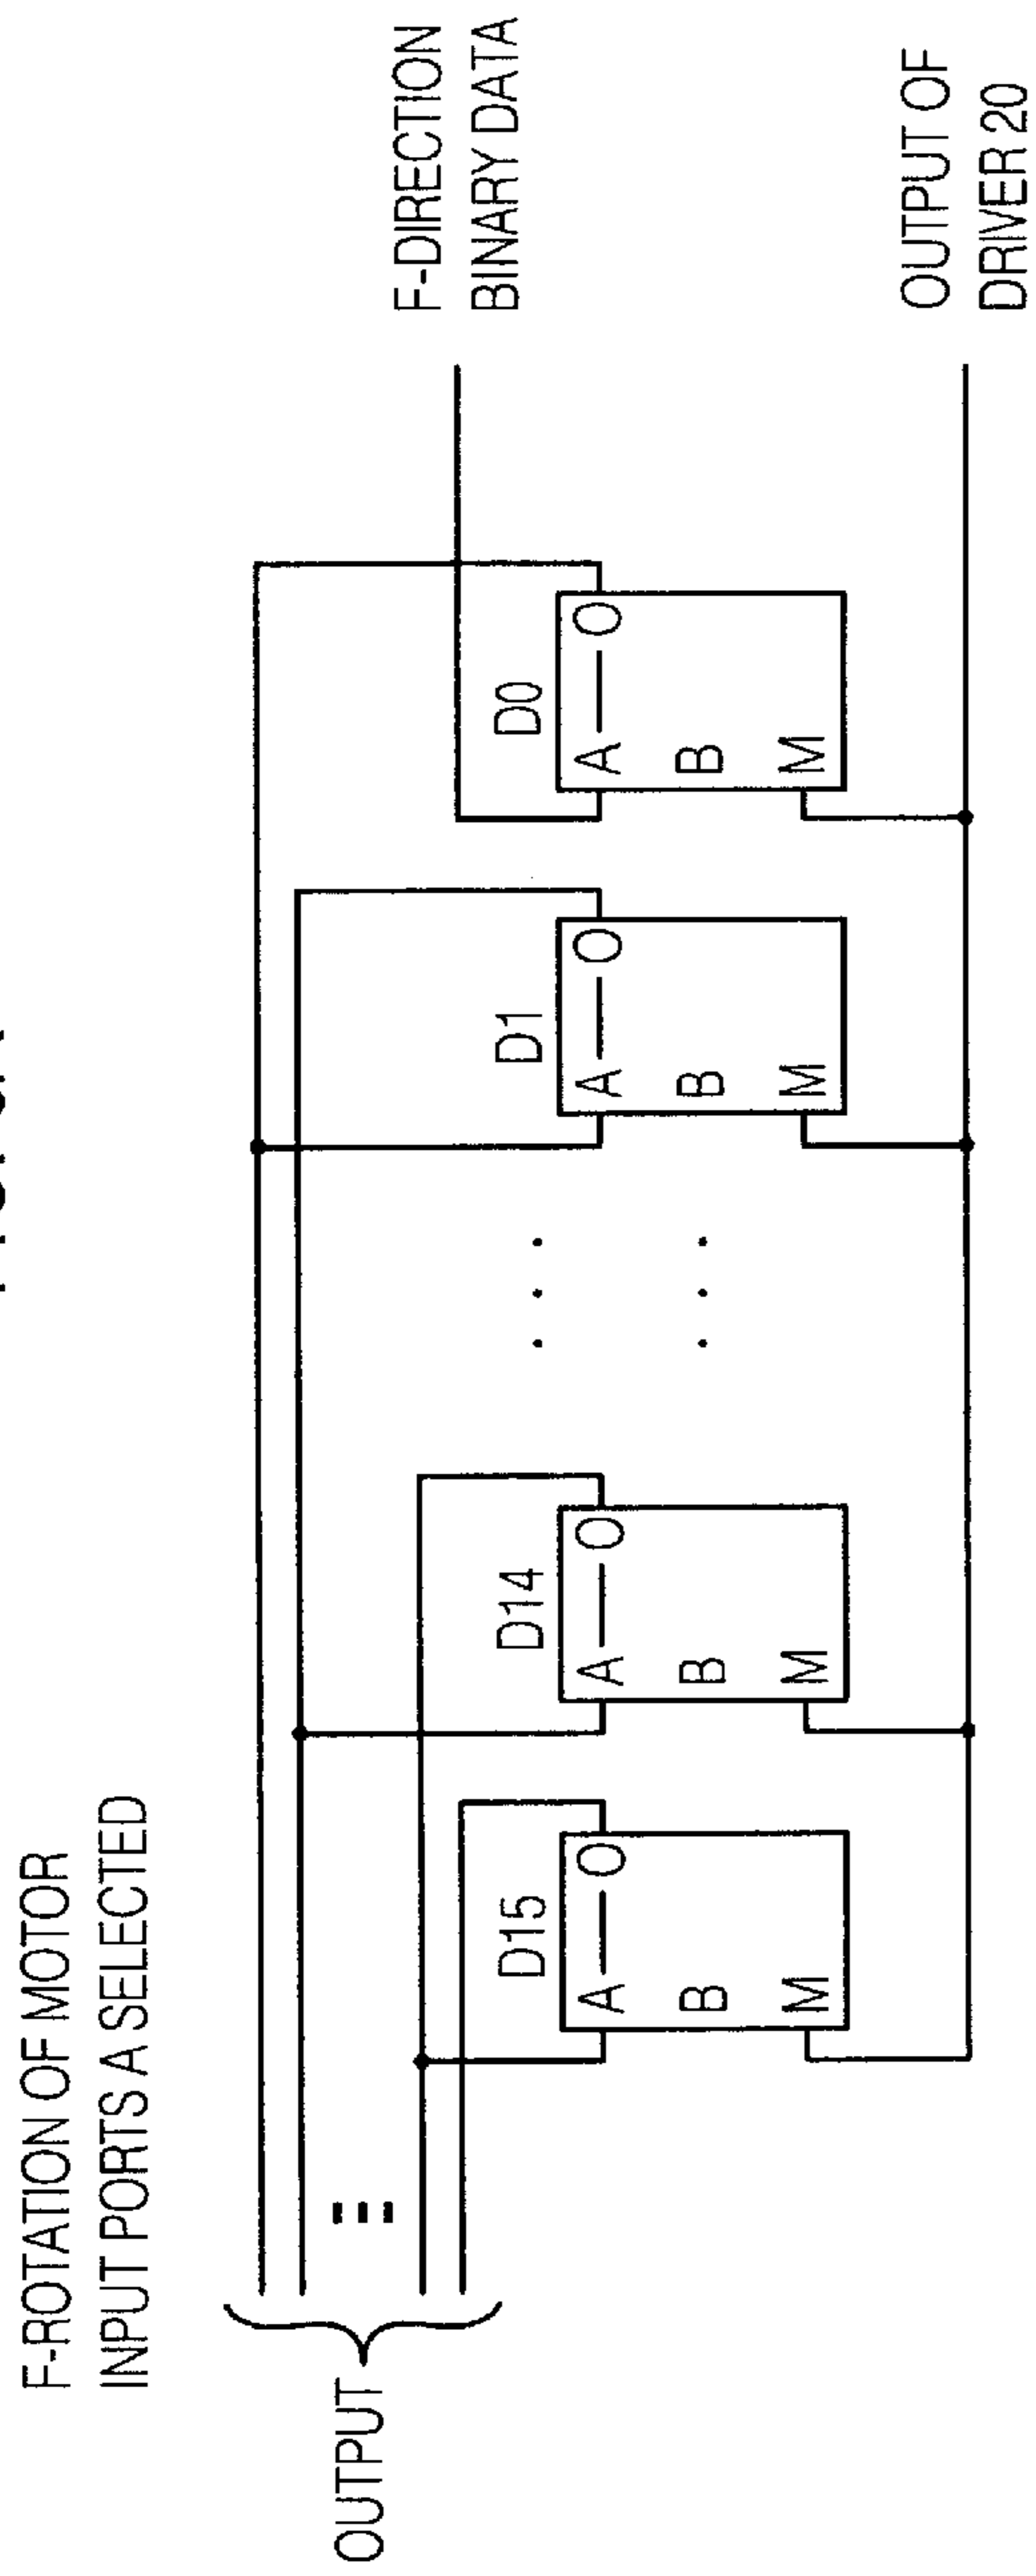 F-ROTATION OF MOTOR
INPUT PORTS A SELECTED
OUTPUT
D15
A O
B
M
D14
A O
B
M
D1
A O
B
M
D0
A O
B
M
F-DIRECTION
BINARY DATA
OUTPUT OF
DRIVER 20